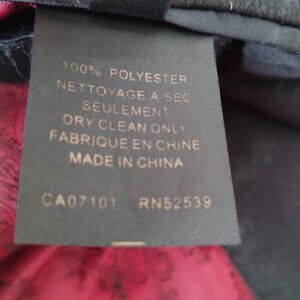 100% POLYESTER
NETTOYAGE A SEC
SEULEMENT
DRY CLEAN ONLY
FABRIQUE EN CHINE
MADE IN CHINA
CA07101 RN52539